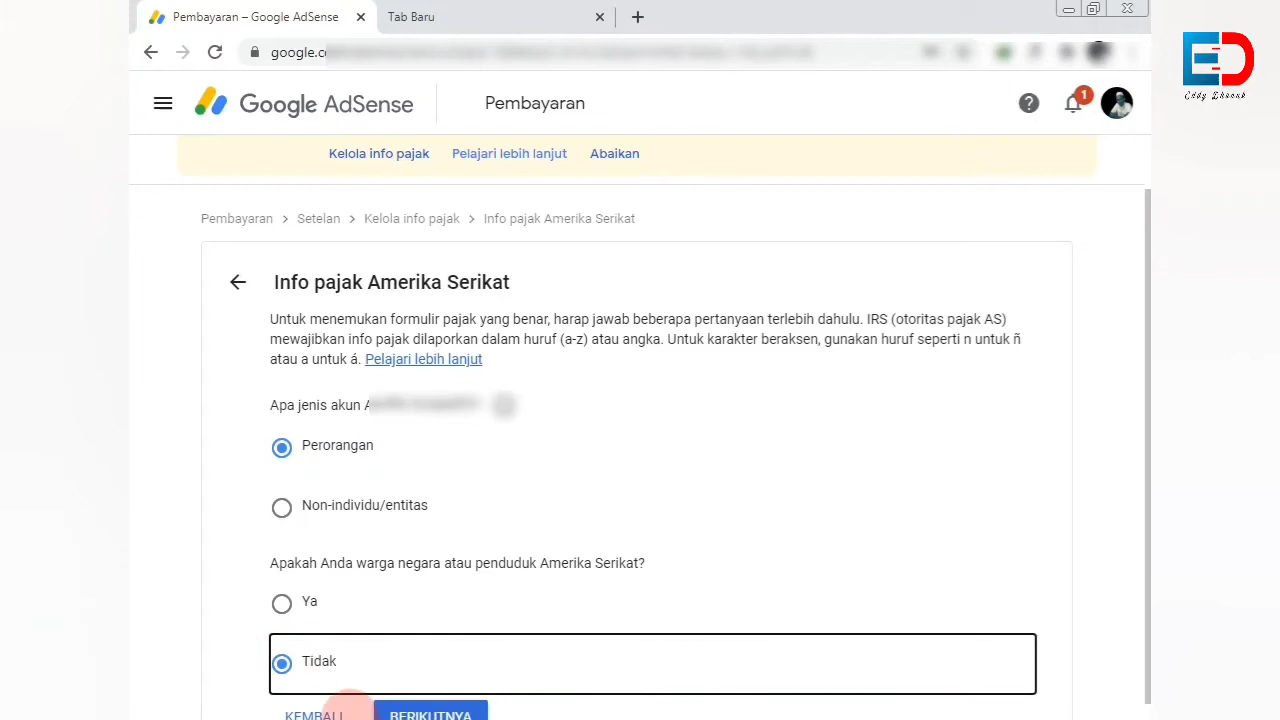 Pembayaran – Google AdSense
Tab Baru
Google AdSense
Pembayaran
1
ED
Eddy Channk
Kelola info pajak
Pelajari lebih lanjut
Abaikan
Pembayaran > Setelan > Kelola info pajak > Info pajak Amerika Serikat
Info pajak Amerika Serikat
Untuk menemukan formulir pajak yang benar, harap jawab beberapa pertanyaan terlebih dahulu. IRS (otoritas pajak AS)
mewajibkan info pajak dilaporkan dalam huruf (a-z) atau angka. Untuk karakter beraksen, gunakan huruf seperti n untuk ñ
atau a untuk á. Pelajari lebih lanjut
Apa jenis akun
Perorangan
Non-individu/entitas
Apakah Anda warga negara atau penduduk Amerika Serikat?
Ya
Tidak
KEMBALI
BERIKUTNYA